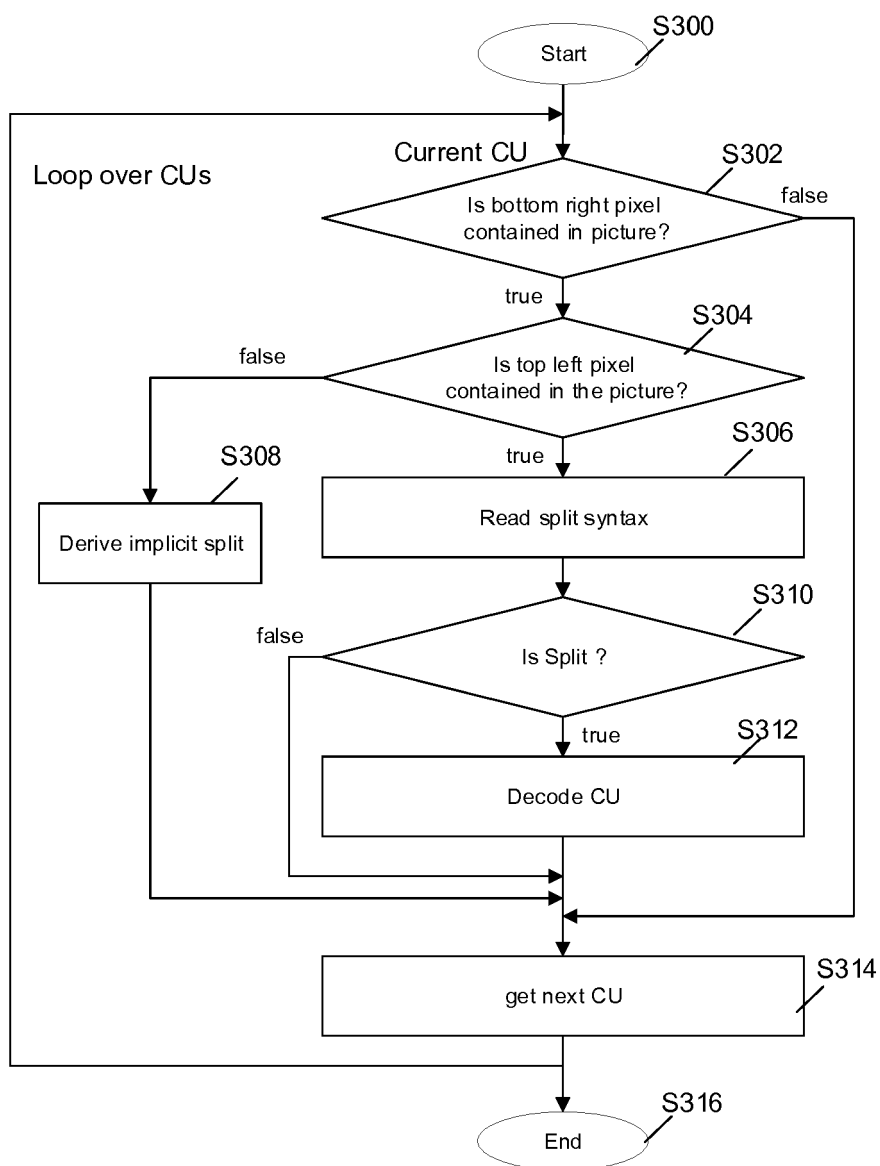 S300
Start
Loop over CUs
Current CU
S302
false
Is bottom right pixel
contained in picture?
true
S304
false
Is top left pixel
contained in the picture?
S308
true
S306
Derive implicit split
Read split syntax
S310
false
Is Split ?
true
S312
Decode CU
get next CU
S314
S316
End